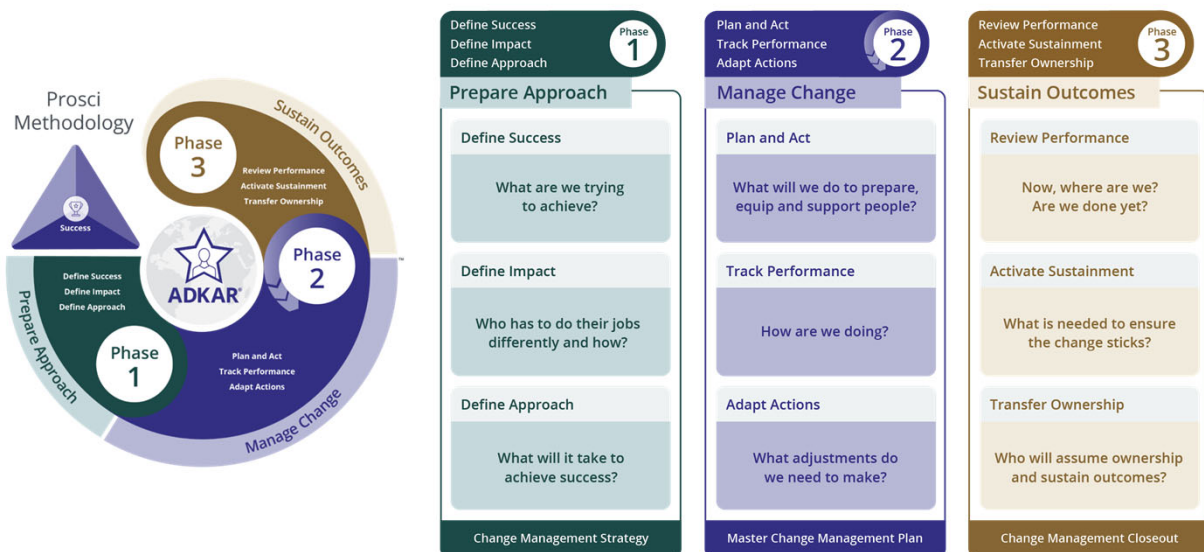 Prosci
Methodology
Success
Sustain Outcomes
Phase
3
Review Performance
Activate Sustainment
Transfer Ownership
ADKAR®
Phase
2
™
Define Success
Define Impact
Define Approach
Prepare Approach
Phase
1
Plan and Act
Track Performance
Adapt Actions
Manage Change
Define Success
Define Impact
Define Approach
Phase
1
Prepare Approach
Define Success
What are we trying
to achieve?
Define Impact
Who has to do their jobs
differently and how?
Define Approach
What will it take to
achieve success?
Change Management Strategy
Plan and Act
Track Performance
Adapt Actions
Phase
2
Manage Change
Plan and Act
What will we do to prepare,
equip and support people?
Track Performance
How are we doing?
Adapt Actions
What adjustments do
we need to make?
Master Change Management Plan
Review Performance
Activate Sustainment
Transfer Ownership
Phase
3
Sustain Outcomes
Review Performance
Now, where are we?
Are we done yet?
Activate Sustainment
What is needed to ensure
the change sticks?
Transfer Ownership
Who will assume ownership
and sustain outcomes?
Change Management Closeout